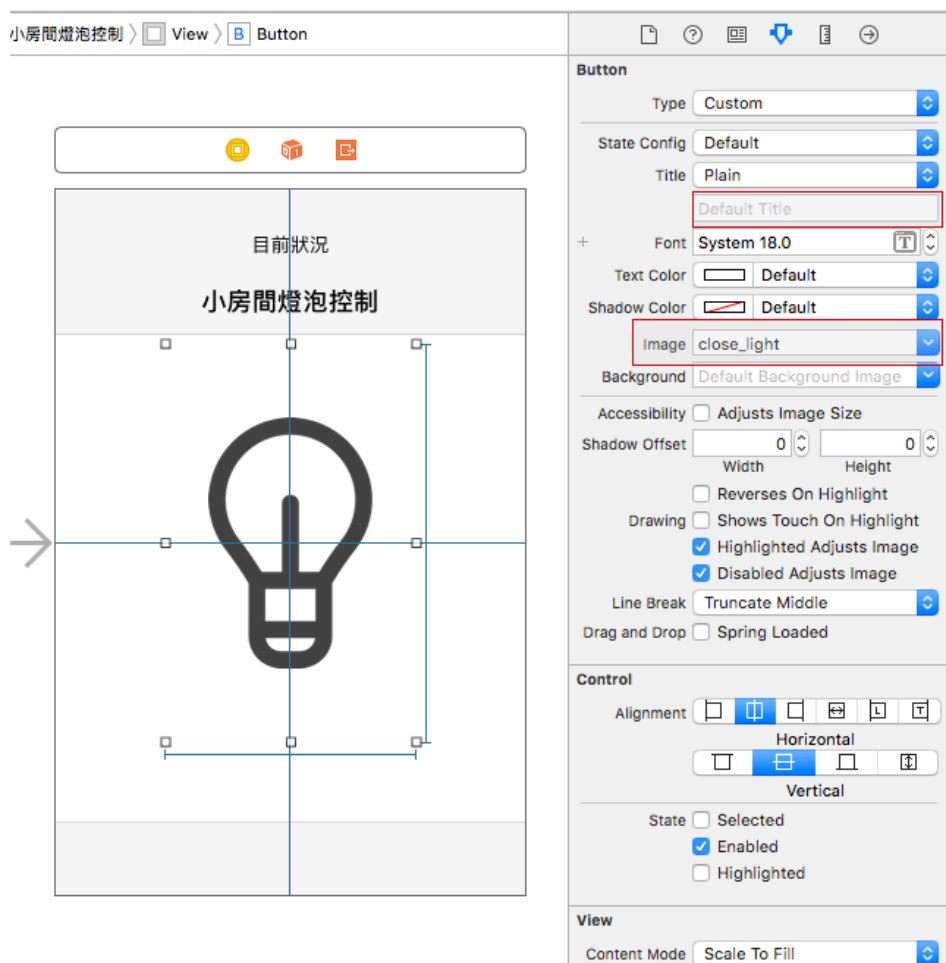 小房間燈泡控制 〉 View 〉 B Button
目前狀況
小房間燈泡控制
Button
Type Custom
State Config Default
Title Plain
Default Title
+ Font System 18.0 T
Text Color Default
Shadow Color Default
Image close_light
Background Default Background Image
Accessibility Adjusts Image Size
Shadow Offset 0 0
Width Height
Reverses On Highlight
Drawing Shows Touch On Highlight
Highlighted Adjusts Image
Disabled Adjusts Image
Line Break Truncate Middle
Drag and Drop Spring Loaded
Control
Alignment L T
Horizontal
Vertical
State Selected
Enabled
Highlighted
View
Content Mode Scale To Fill